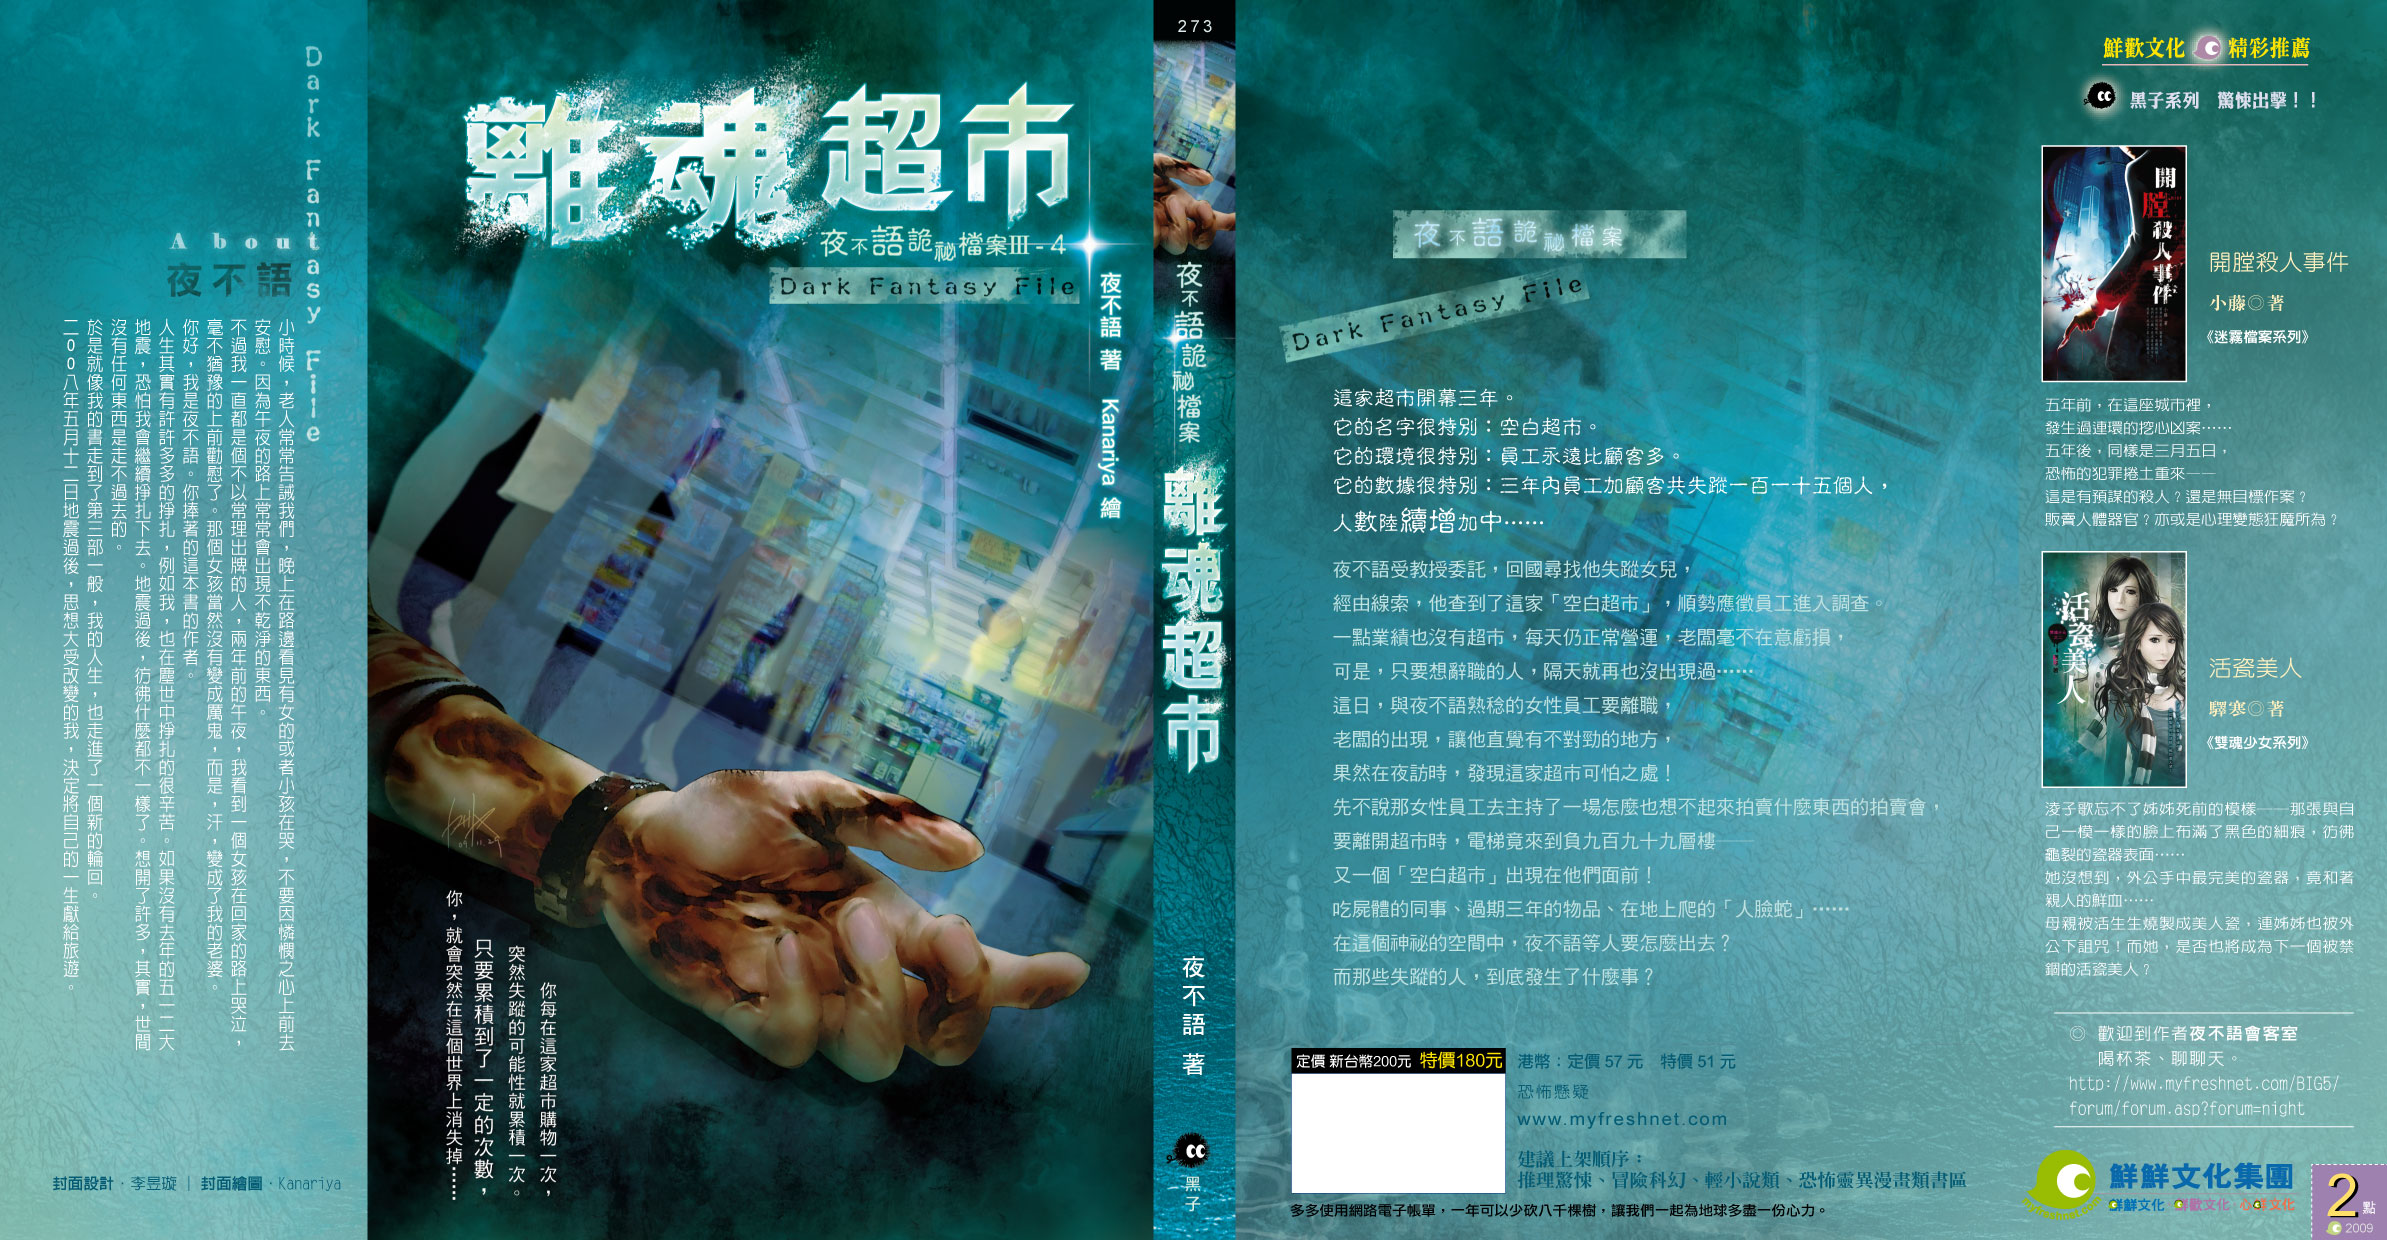 Dark Fantasy File
About
夜不語
小時候，老人常常告誡我們，晚上在路邊看見有女的或者小孩在哭，不要因憐憫之心上前去
安慰。因為午夜的路上常常會出現不乾淨的東西。
不過我一直都是個不以常理出牌的人，兩年前的午夜，我看到一個女孩在回家的路上哭泣，
毫不猶豫的上前勸慰了。那個女孩當然沒有變成厲鬼，而是，汗，變成了我的老婆。
你好，我是夜不語。你捧著的這本書的作者。
人生其實有許許多多的掙扎，例如我，也在塵世中掙扎的很辛苦。如果沒有去年的五一二大
地震，恐怕我會繼續掙扎下去。地震過後，彷彿什麼都不一樣了。想開了許多，其實，世間
沒有任何東西是走不過去的。
於是就像我的書走到了第三部一般，我的人生，也走進了一個新的輪回。
二００八年五月十二日地震過後，思想大受改變的我，決定將自己的一生獻給旅遊。
封面設計‧李昱璇｜封面繪圖‧Kanariya
離魂超市
夜不語詭祕檔案III-4
Dark Fantasy File
夜不語 著 Kanariya 繪
你每在這家超市購物一次，
突然失蹤的可能性就累積一次。
只要累積到了一定的次數，
你，就會突然在這個世界上消失掉……
273
夜不語詭祕檔案
離魂超市
夜不語 著
黑子
夜不語詭祕檔案
Dark Fantasy File
這家超市開幕三年。
它的名字很特別：空白超市。
它的環境很特別：員工永遠比顧客多。
它的數據很特別：三年內員工加顧客共失蹤一百一十五個人，
人數陸續增加中……
夜不語受教授委託，回國尋找他失蹤女兒，
經由線索，他查到了這家「空白超市」，順勢應徵員工進入調查。
一點業績也沒有超市，每天仍正常營運，老闆毫不在意虧損，
可是，只要想辭職的人，隔天就再也沒出現過……
這日，與夜不語熟稔的女性員工要離職，
老闆的出現，讓他直覺有不對勁的地方，
果然在夜訪時，發現這家超市可怕之處！
先不說那女性員工去主持了一場怎麼也想不起來拍賣什麼東西的拍賣會，
要離開超市時，電梯竟來到負九百九十九層樓──
又一個「空白超市」出現在他們面前！
吃屍體的同事、過期三年的物品、在地上爬的「人臉蛇」……
在這個神祕的空間中，夜不語等人要怎麼出去？
而那些失蹤的人，到底發生了什麼事？
定價 新台幣200元 特價180元
港幣：定價 57 元 特價 51 元
恐怖懸疑
www.myfreshnet.com
建議上架順序：
推理驚悚、冒險科幻、輕小說類、恐怖靈異漫畫類書區
多多使用網路電子帳單，一年可以少砍八千棵樹，讓我們一起為地球多盡一份心力。
鮮歡文化 精彩推薦
黑子系列 驚悚出擊！！
開膛殺人事件
開膛殺人事件
小藤◎著
《迷霧檔案系列》
五年前，在這座城市裡，
發生過連環的挖心凶案……
五年後，同樣是三月五日，
恐怖的犯罪捲土重來──
這是有預謀的殺人？還是無目標作案？
販賣人體器官？亦或是心理變態狂魔所為？
活瓷美人
活瓷美人
驛寒◎著
《雙魂少女系列》
淩子歌忘不了姊姊死前的模樣──那張與自
己一模一樣的臉上布滿了黑色的細痕，彷彿
龜裂的瓷器表面……
她沒想到，外公手中最完美的瓷器，竟和著
親人的鮮血……
母親被活生生燒製成美人瓷，連姊姊也被外
公下詛咒！而她，是否也將成為下一個被禁
錮的活瓷美人？
◎ 歡迎到作者夜不語會客室
喝杯茶、聊聊天。
http://www.myfreshnet.com/BIG5/
forum/forum.asp?forum=night
鮮鮮文化集團
鮮鮮文化 鮮歡文化 心鮮文化
2點
2009